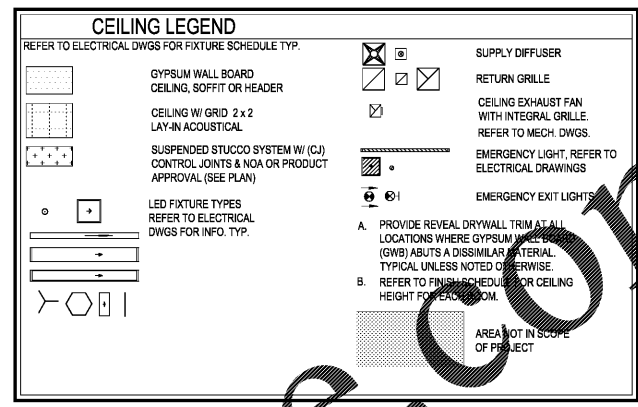 CEILING LEGEND
REFER TO ELECTRICAL DWGS FOR FIXTURE SCHEDULE TYP.
GYPSUM WALL BOARD
CEILING, SOFFIT OR HEADER
CEILING W/ GRID 2 x 2
LAY-IN ACOUSTICAL
SUSPENDED STUCCO SYSTEM W/ (CJ)
CONTROL JOINTS & NOA OR PRODUCT
APPROVAL (SEE PLAN)
LED FIXTURE TYPES
REFER TO ELECTRICAL
DWGS FOR INFO. TYP.
SUPPLY DIFFUSER
RETURN GRILLE
CEILING EXHAUST FAN
WITH INTEGRAL GRILLE.
REFER TO MECH. DWGS.
EMERGENCY LIGHT, REFER TO
ELECTRICAL DRAWINGS
EMERGENCY EXIT LIGHTS
A. PROVIDE REVEAL DRYWALL TRIM AT ALL
LOCATIONS WHERE GYPSUM WALL BOARD
(GWB) ABUTS A DISSIMILAR MATERIAL.
TYPICAL UNLESS NOTED OTHERWISE.
B. REFER TO FINISH SCHEDULE FOR CEILING
HEIGHT FOR EACH ROOM.
AREA NOT IN SCOPE
OF PROJECT